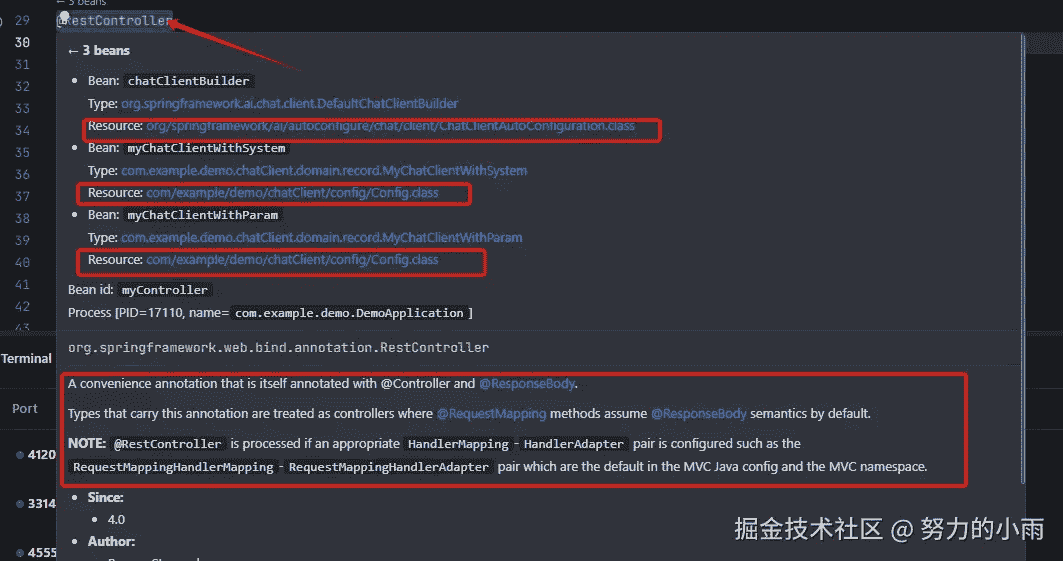 ← 3 beans
29 @RestController
30
← 3 beans
31
Bean: chatClientBuilder
32
Type: org.springframework.ai.chat.client.DefaultChatClientBuilder
33
34
Resource: org/springframework/ai/autoconfigure/chat/client/ChatClientAutoConfiguration.class
35
Bean: myChatClientWithSystem
36
Type: com.example.demo.chatClient.domain.record.MyChatClientWithSystem
37
Resource: com/example/demo/chatClient/config/Config.class
38
Bean: myChatClientWithParam
39
Type: com.example.demo.chatClient.domain.record.MyChatClientWithParam
40
Resource: com/example/demo/chatClient/config/Config.class
41
Bean id: myController
42
Process [PID=17110, name= com.example.demo.DemoApplication ]
43
org.springframework.web.bind.annotation.RestController
Terminal
A convenience annotation that is itself annotated with @Controller and @ResponseBody.
Port
Types that carry this annotation are treated as controllers where @RequestMapping methods assume @ResponseBody semantics by default.
NOTE: @RestController is processed if an appropriate HandlerMapping - HandlerAdapter pair is configured such as the
4120
RequestMappingHandlerMapping - RequestMappingHandlerAdapter pair which are the default in the MVC Java config and the MVC namespace.
Since:
3314
4.0
Author:
4555
掘金技术社区 @ 努力的小雨